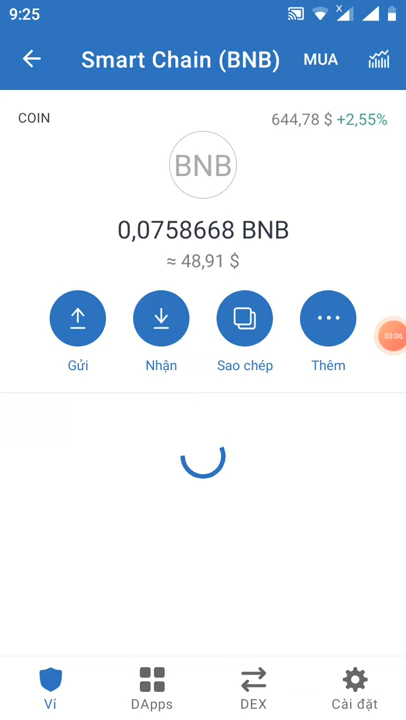 9:25
Smart Chain (BNB) MUA
COIN 644,78 $ +2,55%
BNB
0,0758668 BNB
≈ 48,91 $
Gửi Nhận Sao chép Thêm
03:06
Ví DApps DEX Cài đặt